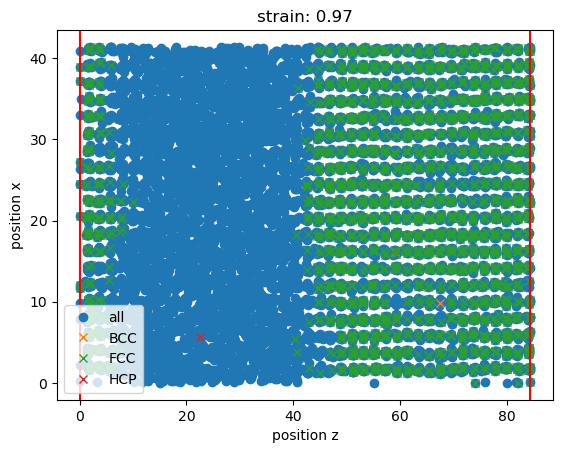 strain: 0.97
position x
40
30
20
10
0
all
BCC
FCC
HCP
0 20 40 60 80
position z